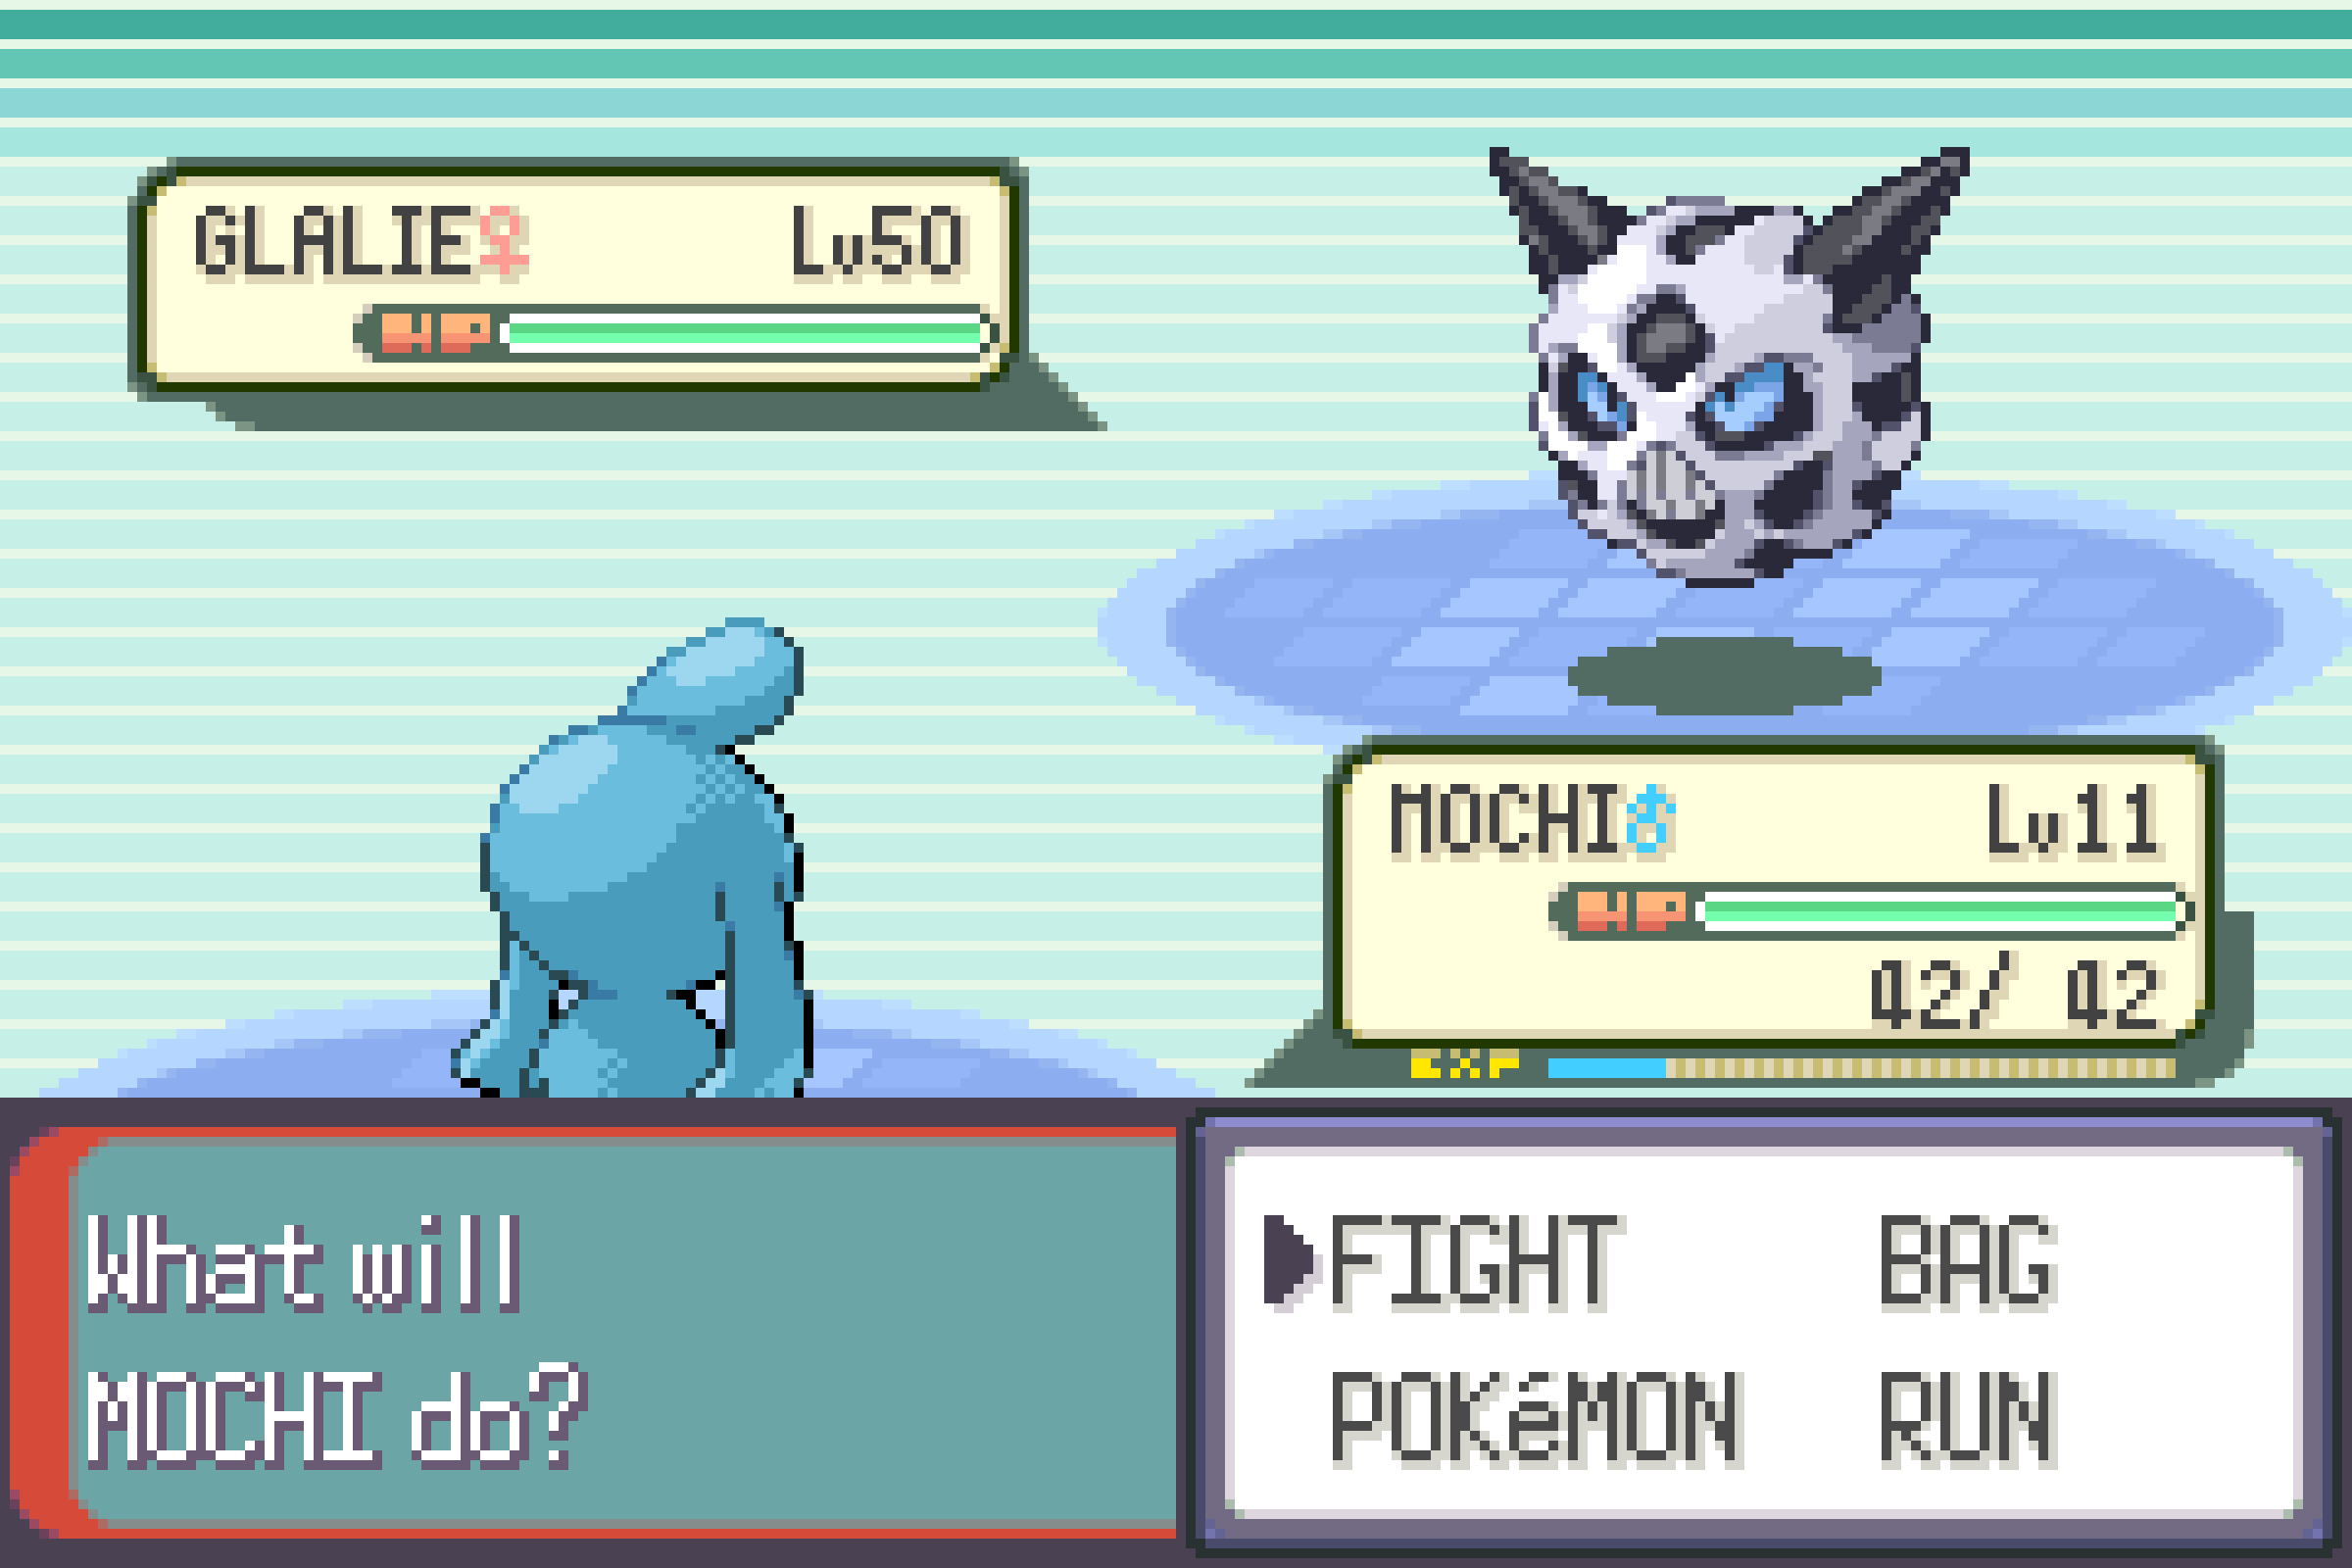 GLALIE♀ Lv50
HP
MOCHI♂ Lv11
HP
42/ 42
EXP
What will
MOCHI do?
FIGHT BAG
POKéMON RUN